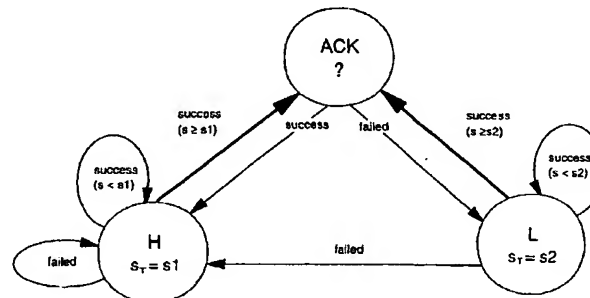 ACK
?
success
(s ≥ s1)
success
failed
success
(s ≥s2)
success
(s < s1)
success
(s < s2)
H
s_T = s1
L
s_T = s2
failed
failed